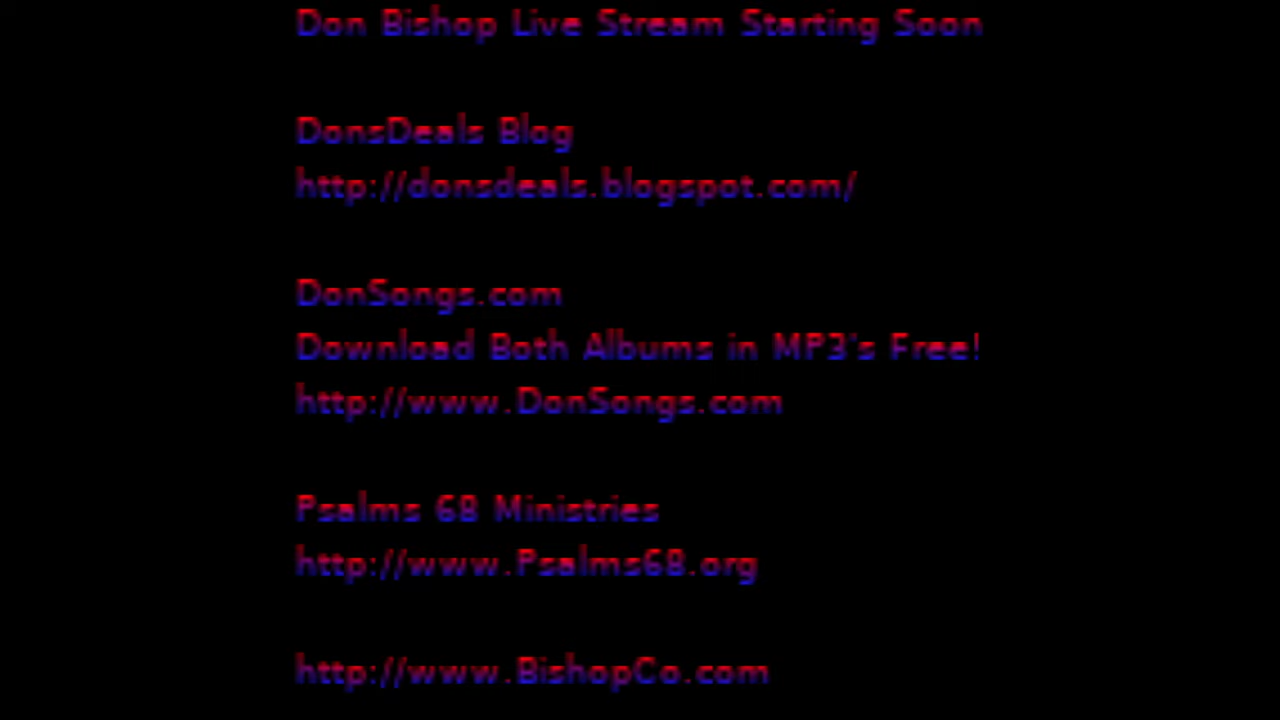 Don Bishop Live Stream Starting Soon
DonsDeals Blog
http://donsdeals.blogspot.com/
DonSongs.com
Download Both Albums in MP3's Free!
http://www.DonSongs.com
Psalms 68 Ministries
http://www.Psalms68.org
http://www.BishopCo.com